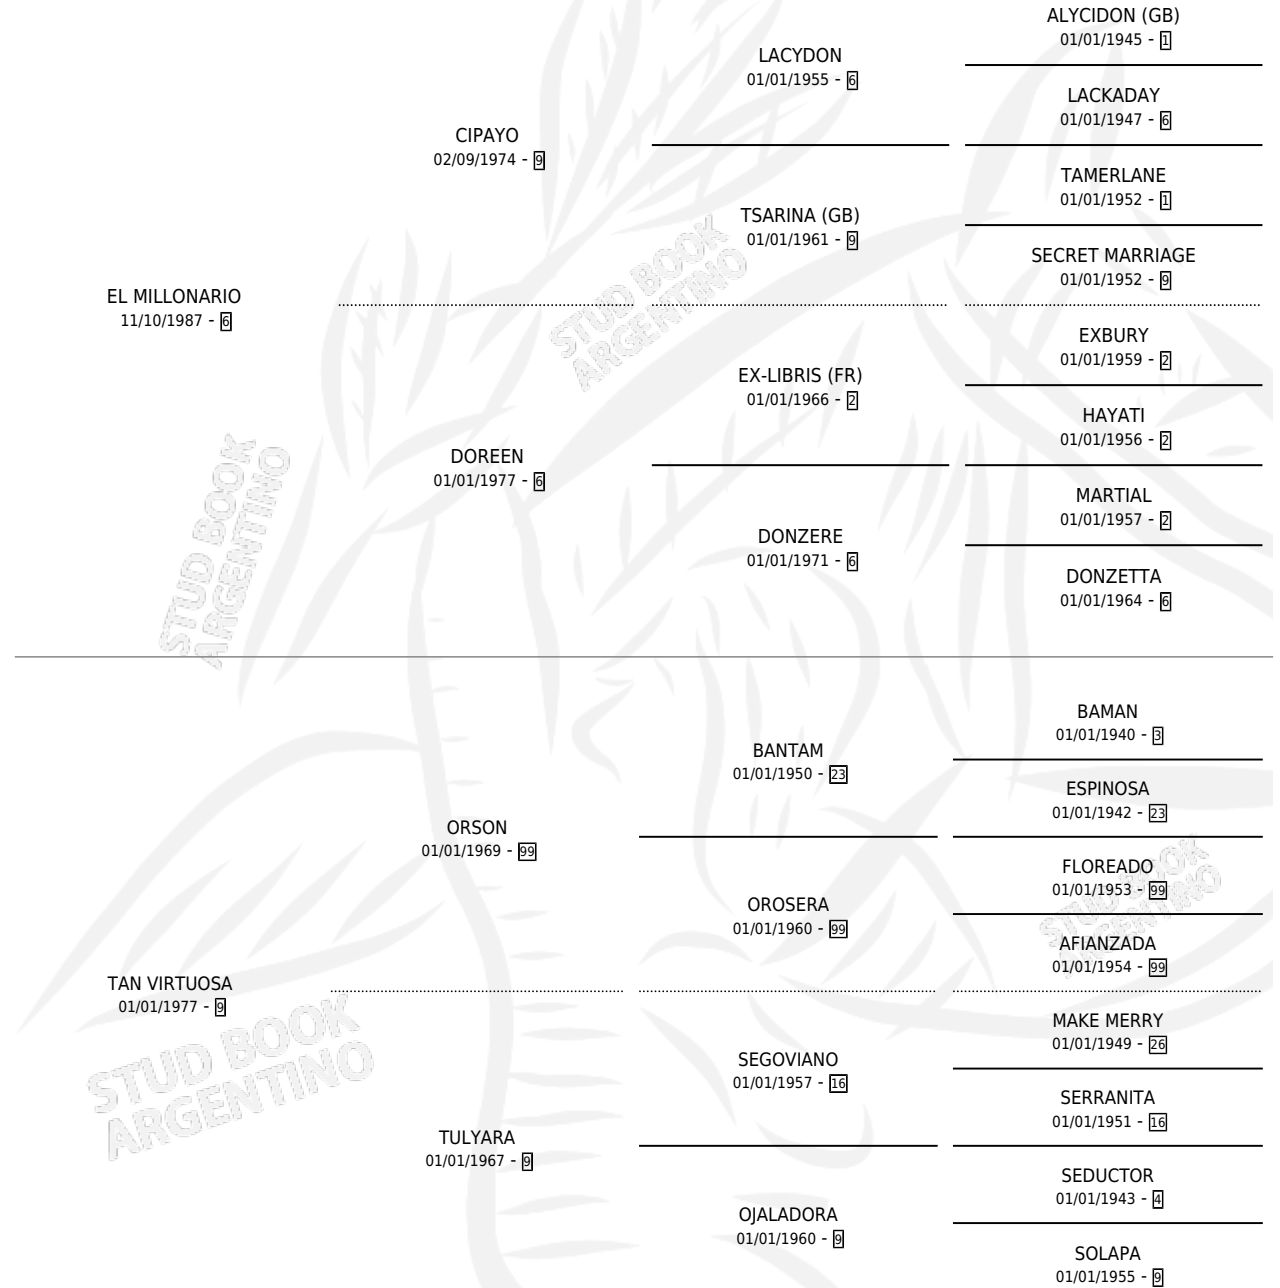 ALYCIDON (GB)
01/01/1945 - 1
LACYDON
01/01/1955 - 6
LACKADAY
01/01/1947 - 6
CIPAYO
02/09/1974 - 9
TAMERLANE
01/01/1952 - 1
TSARINA (GB)
01/01/1961 - 9
SECRET MARRIAGE
01/01/1952 - 9
EL MILLONARIO
11/10/1987 - 6
STUD BOOK
ARGENTINO
EXBURY
01/01/1959 - 2
EX-LIBRIS (FR)
01/01/1966 - 2
HAYATI
01/01/1956 - 2
DOREEN
01/01/1977 - 6
MARTIAL
01/01/1957 - 2
DONZERE
01/01/1971 - 6
DONZETTA
01/01/1964 - 6
STUD BOOK
ARGENTINO
BAMAN
01/01/1940 - 3
BANTAM
01/01/1950 - 23
ESPINOSA
01/01/1942 - 23
ORSON
01/01/1969 - 99
FLOREADO
01/01/1953 - 99
OROSERA
01/01/1960 - 99
AFIANZADA
01/01/1954 - 99
STUD BOOK
ARGENTINO
TAN VIRTUOSA
01/01/1977 - 9
MAKE MERRY
01/01/1949 - 26
SEGOVIANO
01/01/1957 - 16
SERRANITA
01/01/1951 - 16
STUD BOOK
ARGENTINO
TULYARA
01/01/1967 - 9
SEDUCTOR
01/01/1943 - 4
OJALADORA
01/01/1960 - 9
SOLAPA
01/01/1955 - 9